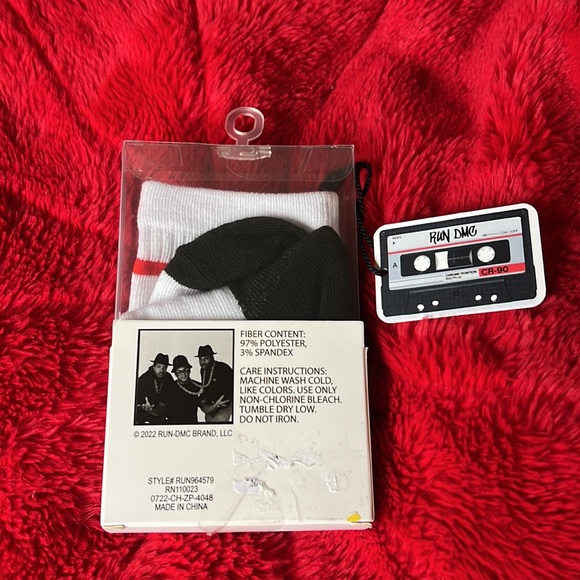 RUN DMC
A
CHROME POSITION
CR-90
FIBER CONTENT:
97% POLYESTER,
3% SPANDEX
CARE INSTRUCTIONS:
MACHINE WASH COLD,
LIKE COLORS. USE ONLY
NON-CHLORINE BLEACH.
TUMBLE DRY LOW.
DO NOT IRON.
© 2022 RUN-DMC BRAND, LLC
STYLE# RUN964579
RN110023
0722-CH-ZP-4048
MADE IN CHINA